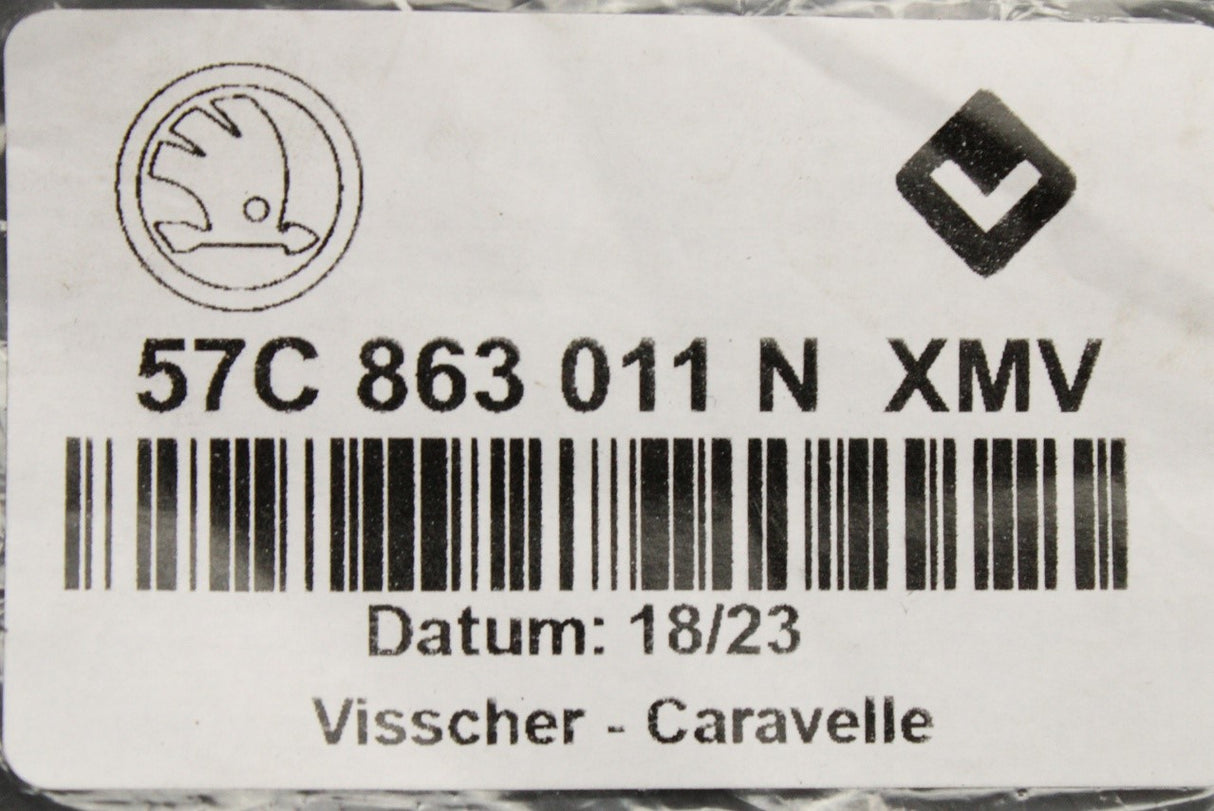 57C 863 011 N XMV
Datum: 18/23
Visscher - Caravelle